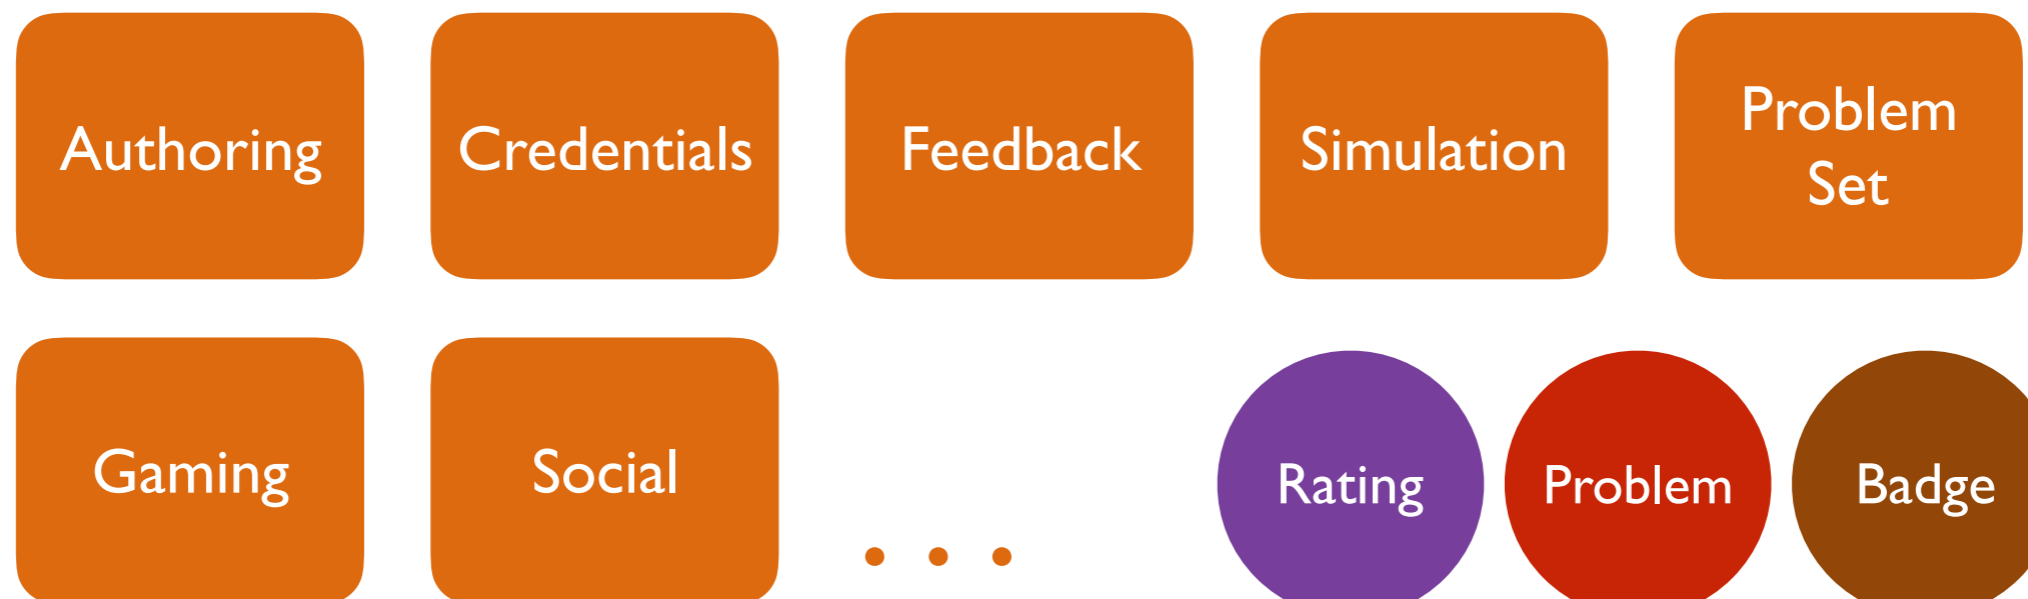 Authoring
Credentials
Feedback
Simulation
Problem
Set
Gaming
Social
...
Rating
Problem
Badge